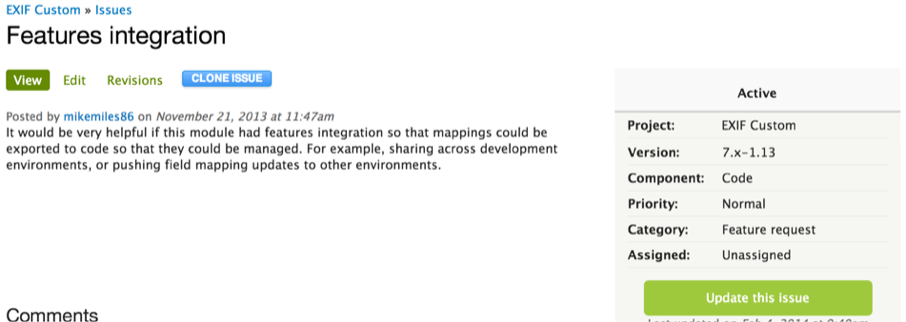 EXIF Custom » Issues
Features integration
View Edit Revisions CLONE ISSUE
Posted by mikemiles86 on November 21, 2013 at 11:47am
It would be very helpful if this module had features integration so that mappings could be
exported to code so that they could be managed. For example, sharing across development
environments, or pushing field mapping updates to other environments.
Comments
Active
Project: EXIF Custom
Version: 7.x-1.13
Component: Code
Priority: Normal
Category: Feature request
Assigned: Unassigned
Update this issue